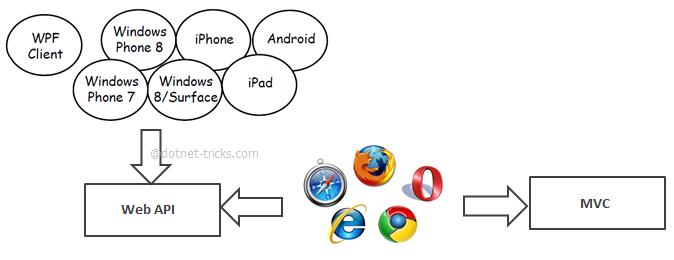 WPF
Client
Windows
Phone 8
iPhone
Android
Windows
Phone 7
Windows
8/Surface
iPad
@dotnet-tricks.com
Web API
MVC